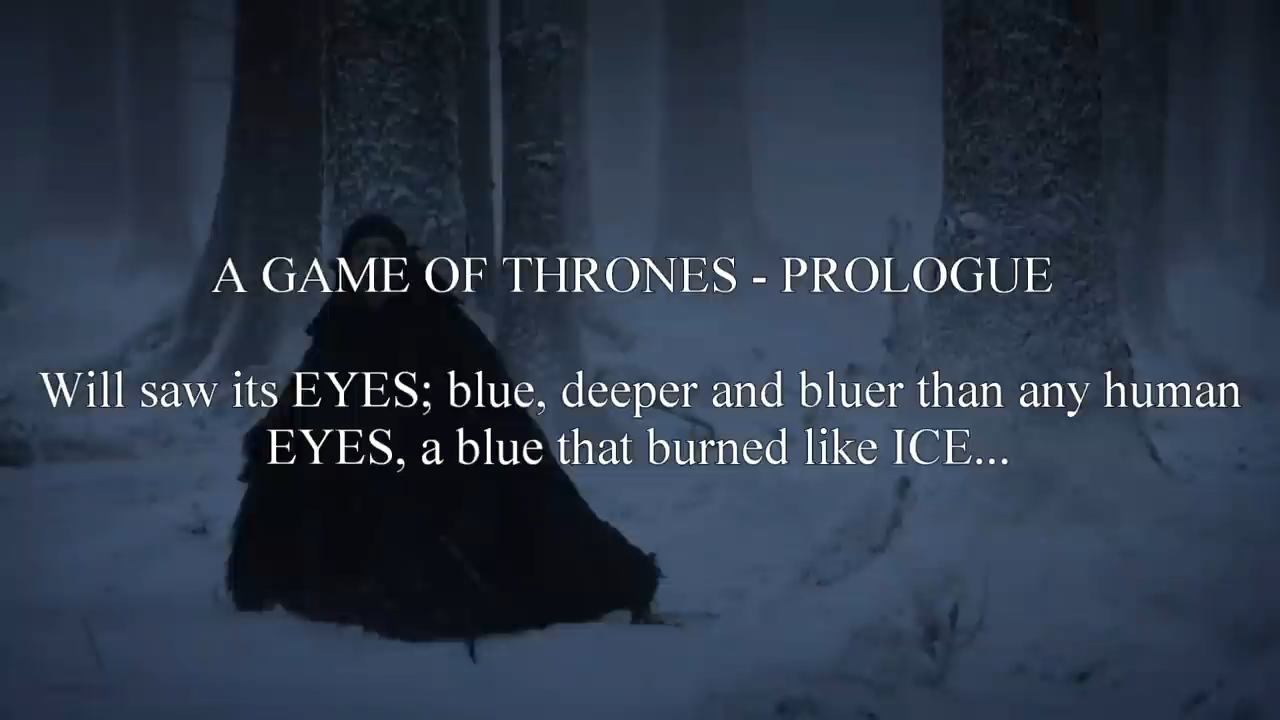 A GAME OF THRONES - PROLOGUE
Will saw its EYES; blue, deeper and bluer than any human
EYES, a blue that burned like ICE...